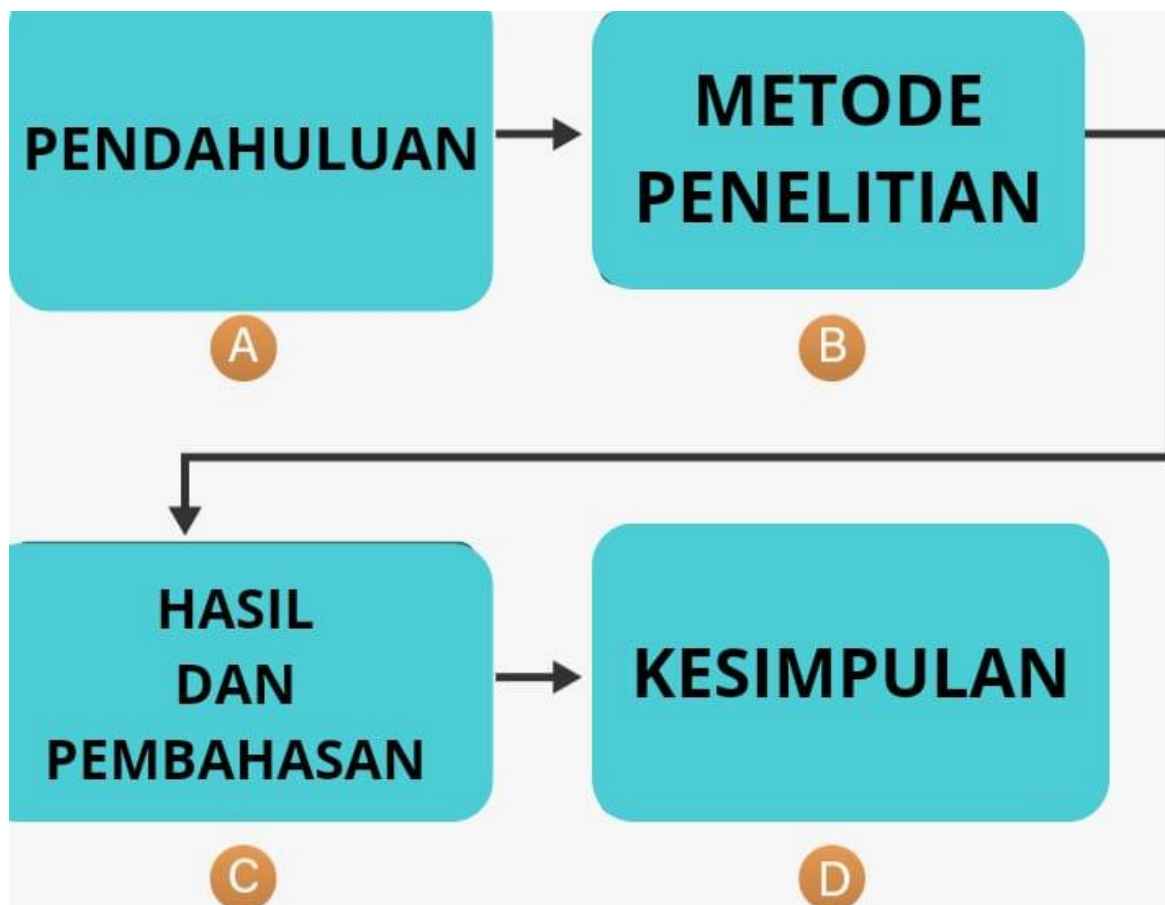 PENDAHULUAN
METODE
PENELITIAN
A
B
HASIL
DAN
PEMBAHASAN
KESIMPULAN
C
D